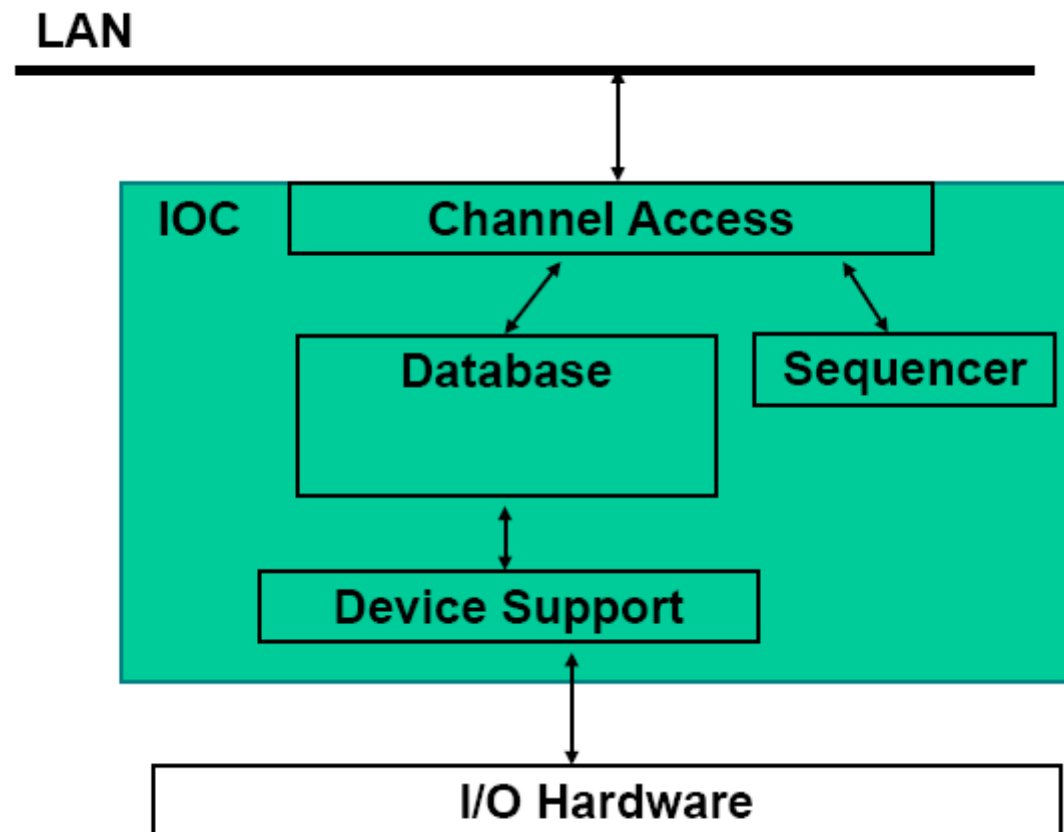 LAN
IOC
Channel Access
Database
Sequencer
Device Support
I/O Hardware